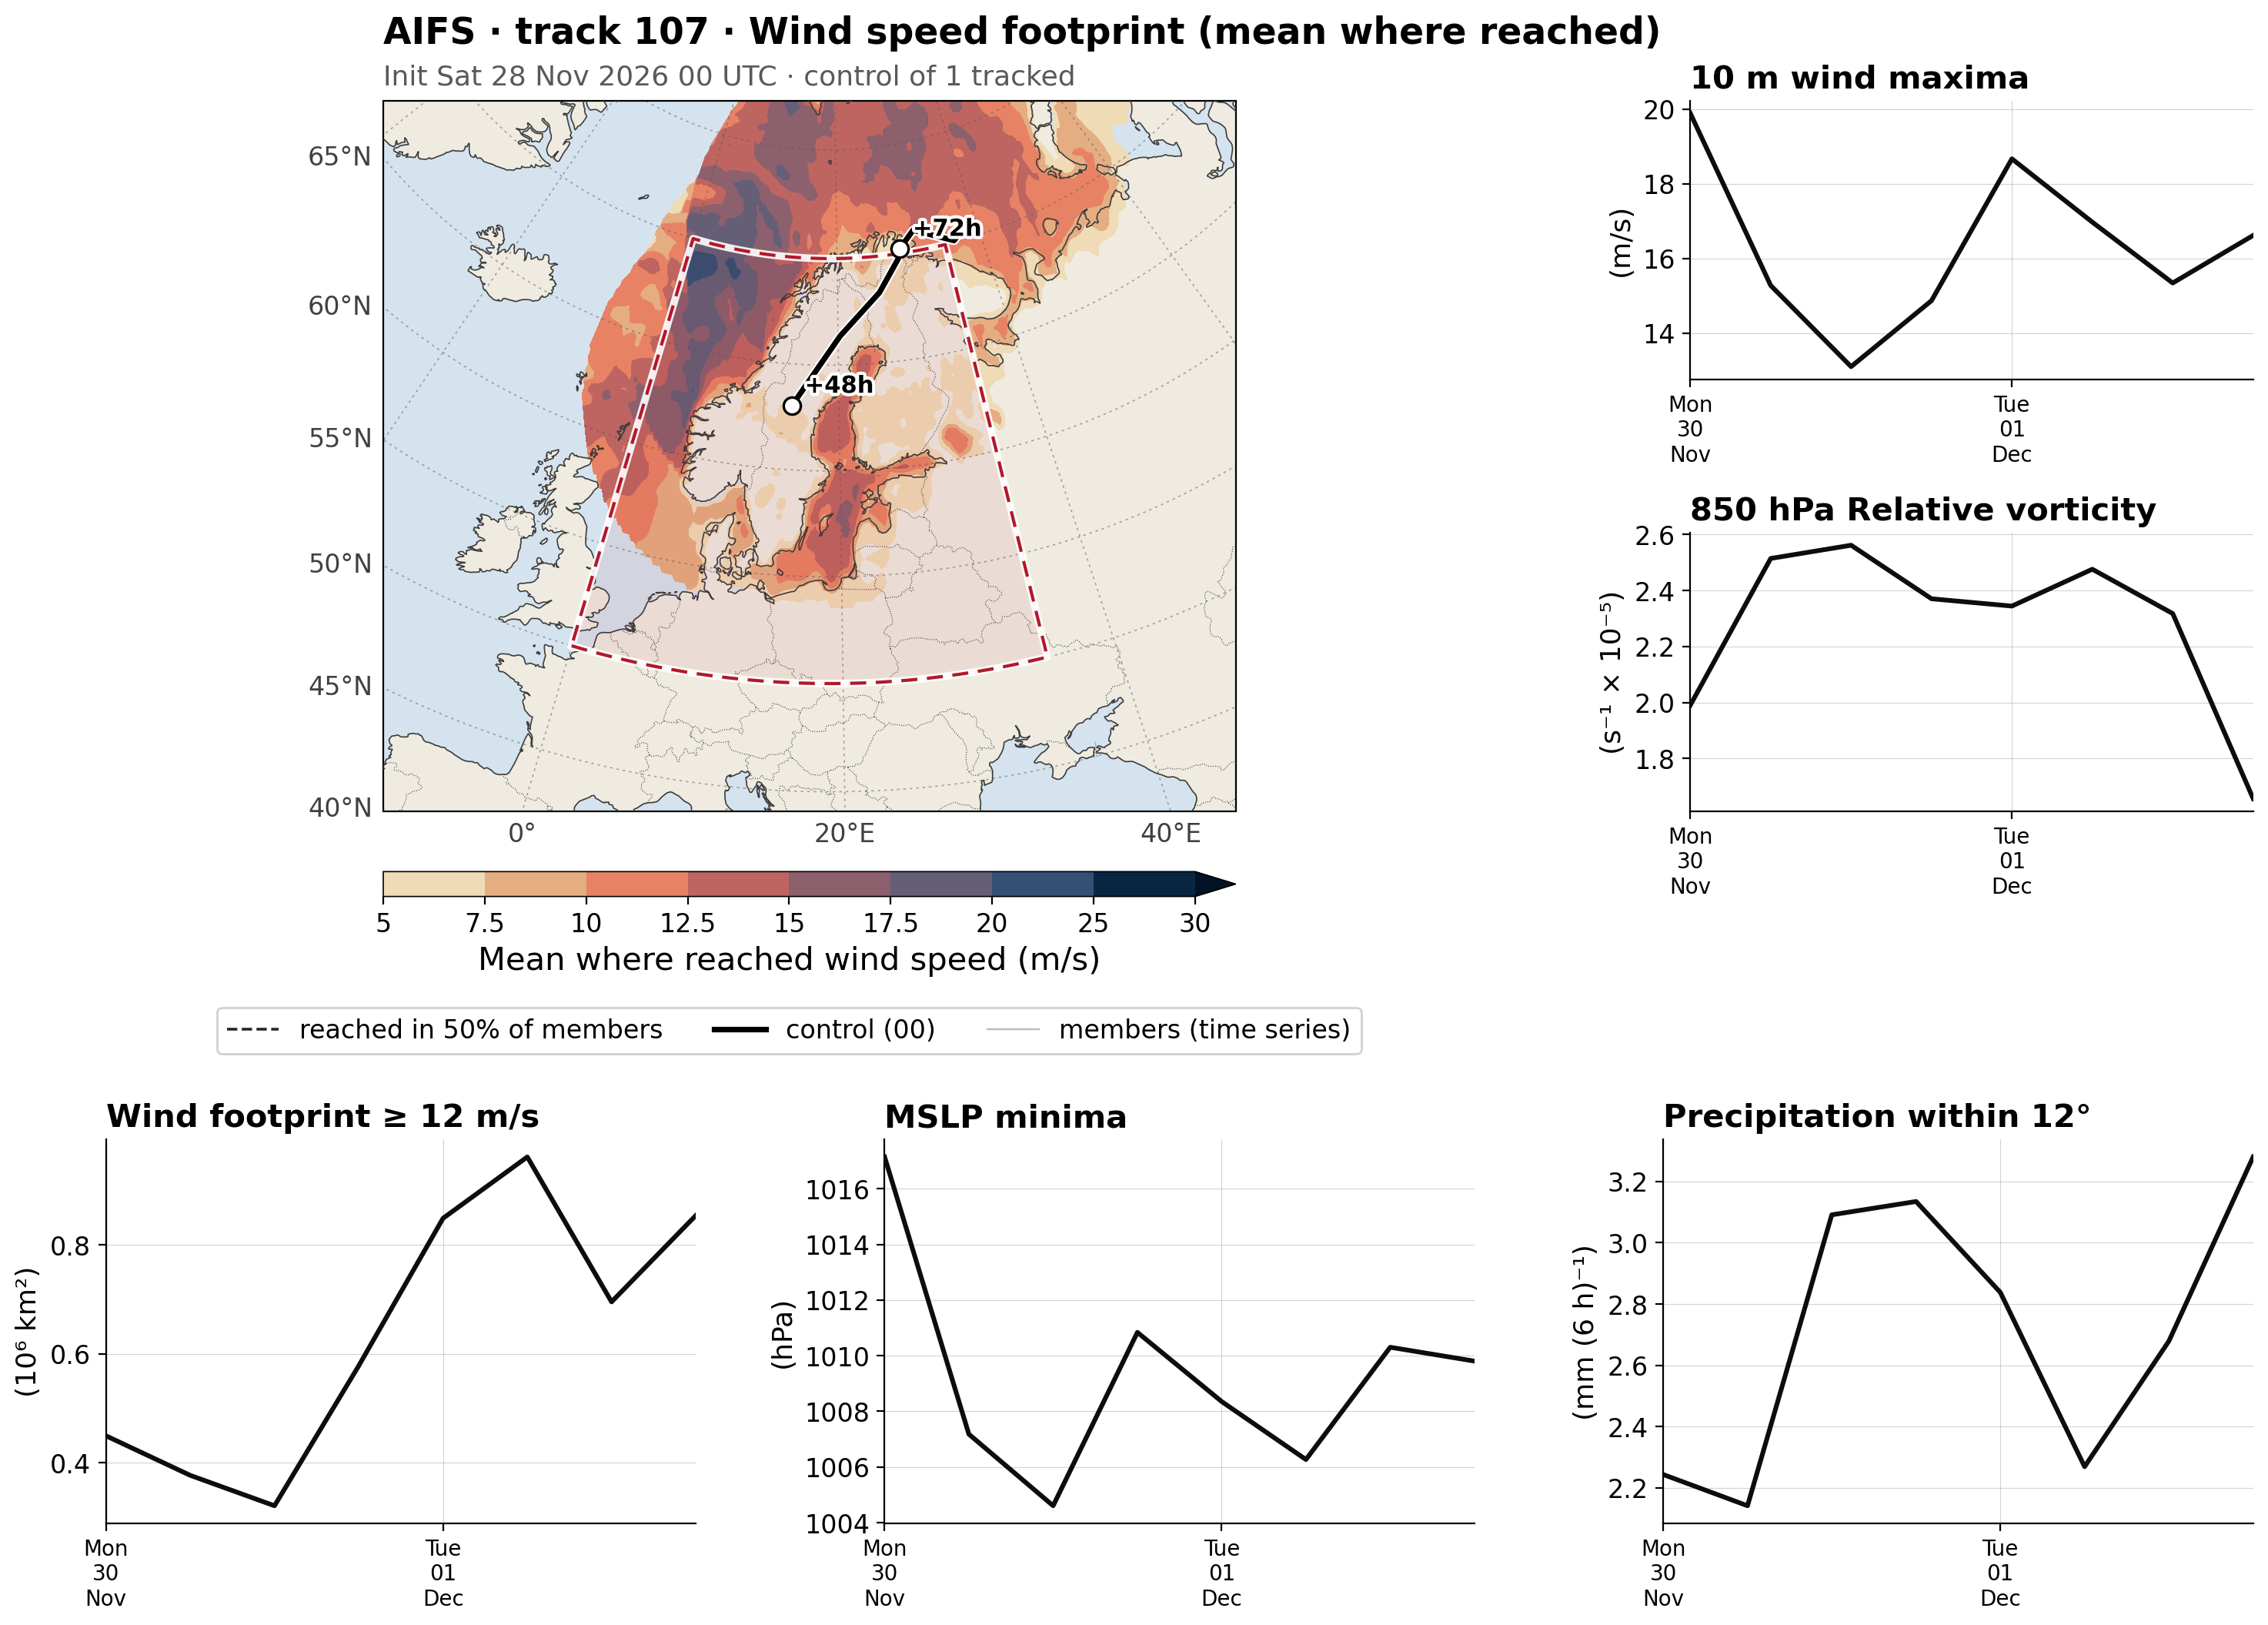 AIFS · track 107 · Wind speed footprint (mean where reached)
Init Sat 28 Nov 2026 00 UTC · control of 1 tracked
65°N
60°N
55°N
50°N
45°N
40°N
0°
20°E
40°E
+72h
+48h
5
7.5
10
12.5
15
17.5
20
25
30
Mean where reached wind speed (m/s)
reached in 50% of members
control (00)
members (time series)
10 m wind maxima
(m/s)
20
18
16
14
Mon
30
Nov
Tue
01
Dec
850 hPa Relative vorticity
(s⁻¹ × 10⁻⁵)
2.6
2.4
2.2
2.0
1.8
Mon
30
Nov
Tue
01
Dec
Wind footprint ≥ 12 m/s
(10⁶ km²)
0.8
0.6
0.4
Mon
30
Nov
Tue
01
Dec
MSLP minima
(hPa)
1016
1014
1012
1010
1008
1006
1004
Mon
30
Nov
Tue
01
Dec
Precipitation within 12°
(mm (6 h)⁻¹)
3.2
3.0
2.8
2.6
2.4
2.2
Mon
30
Nov
Tue
01
Dec